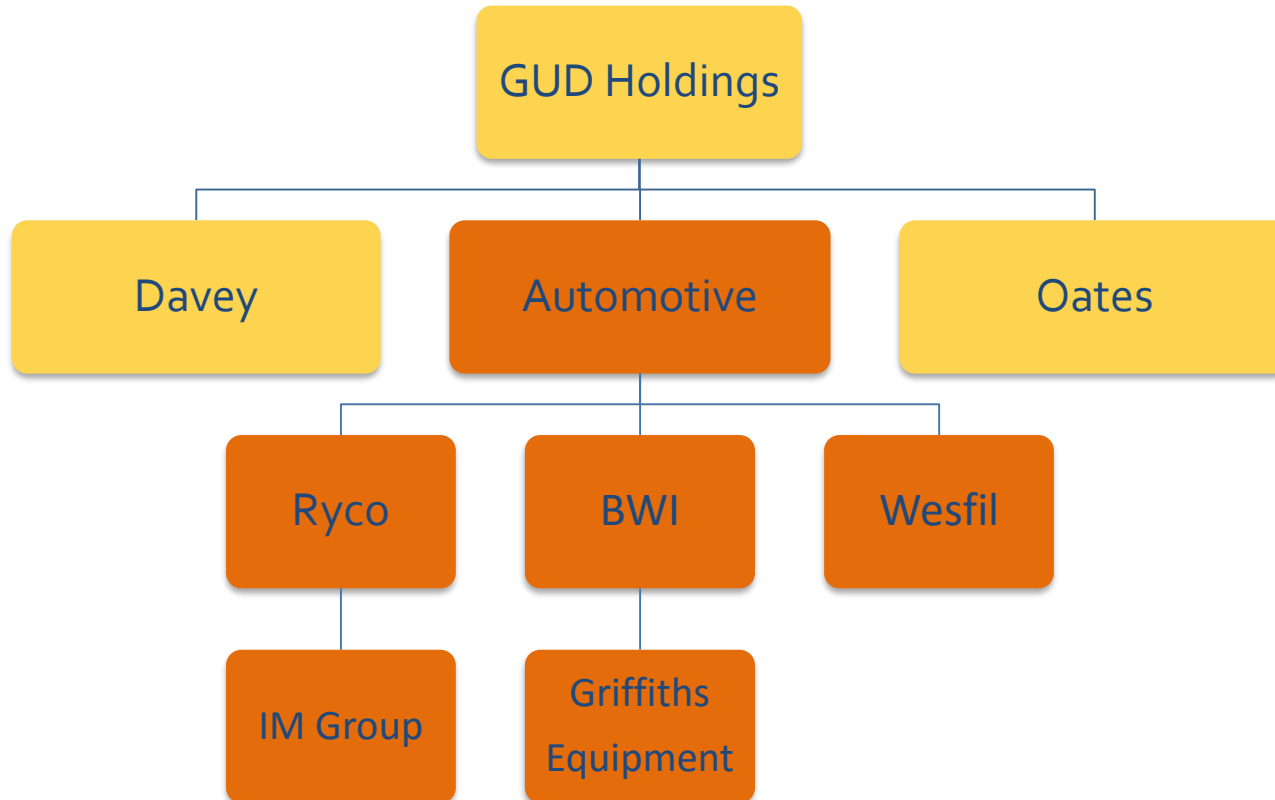 GUD Holdings
Davey
Automotive
Oates
Ryco
BWI
Wesfil
IM Group
Griffiths
Equipment